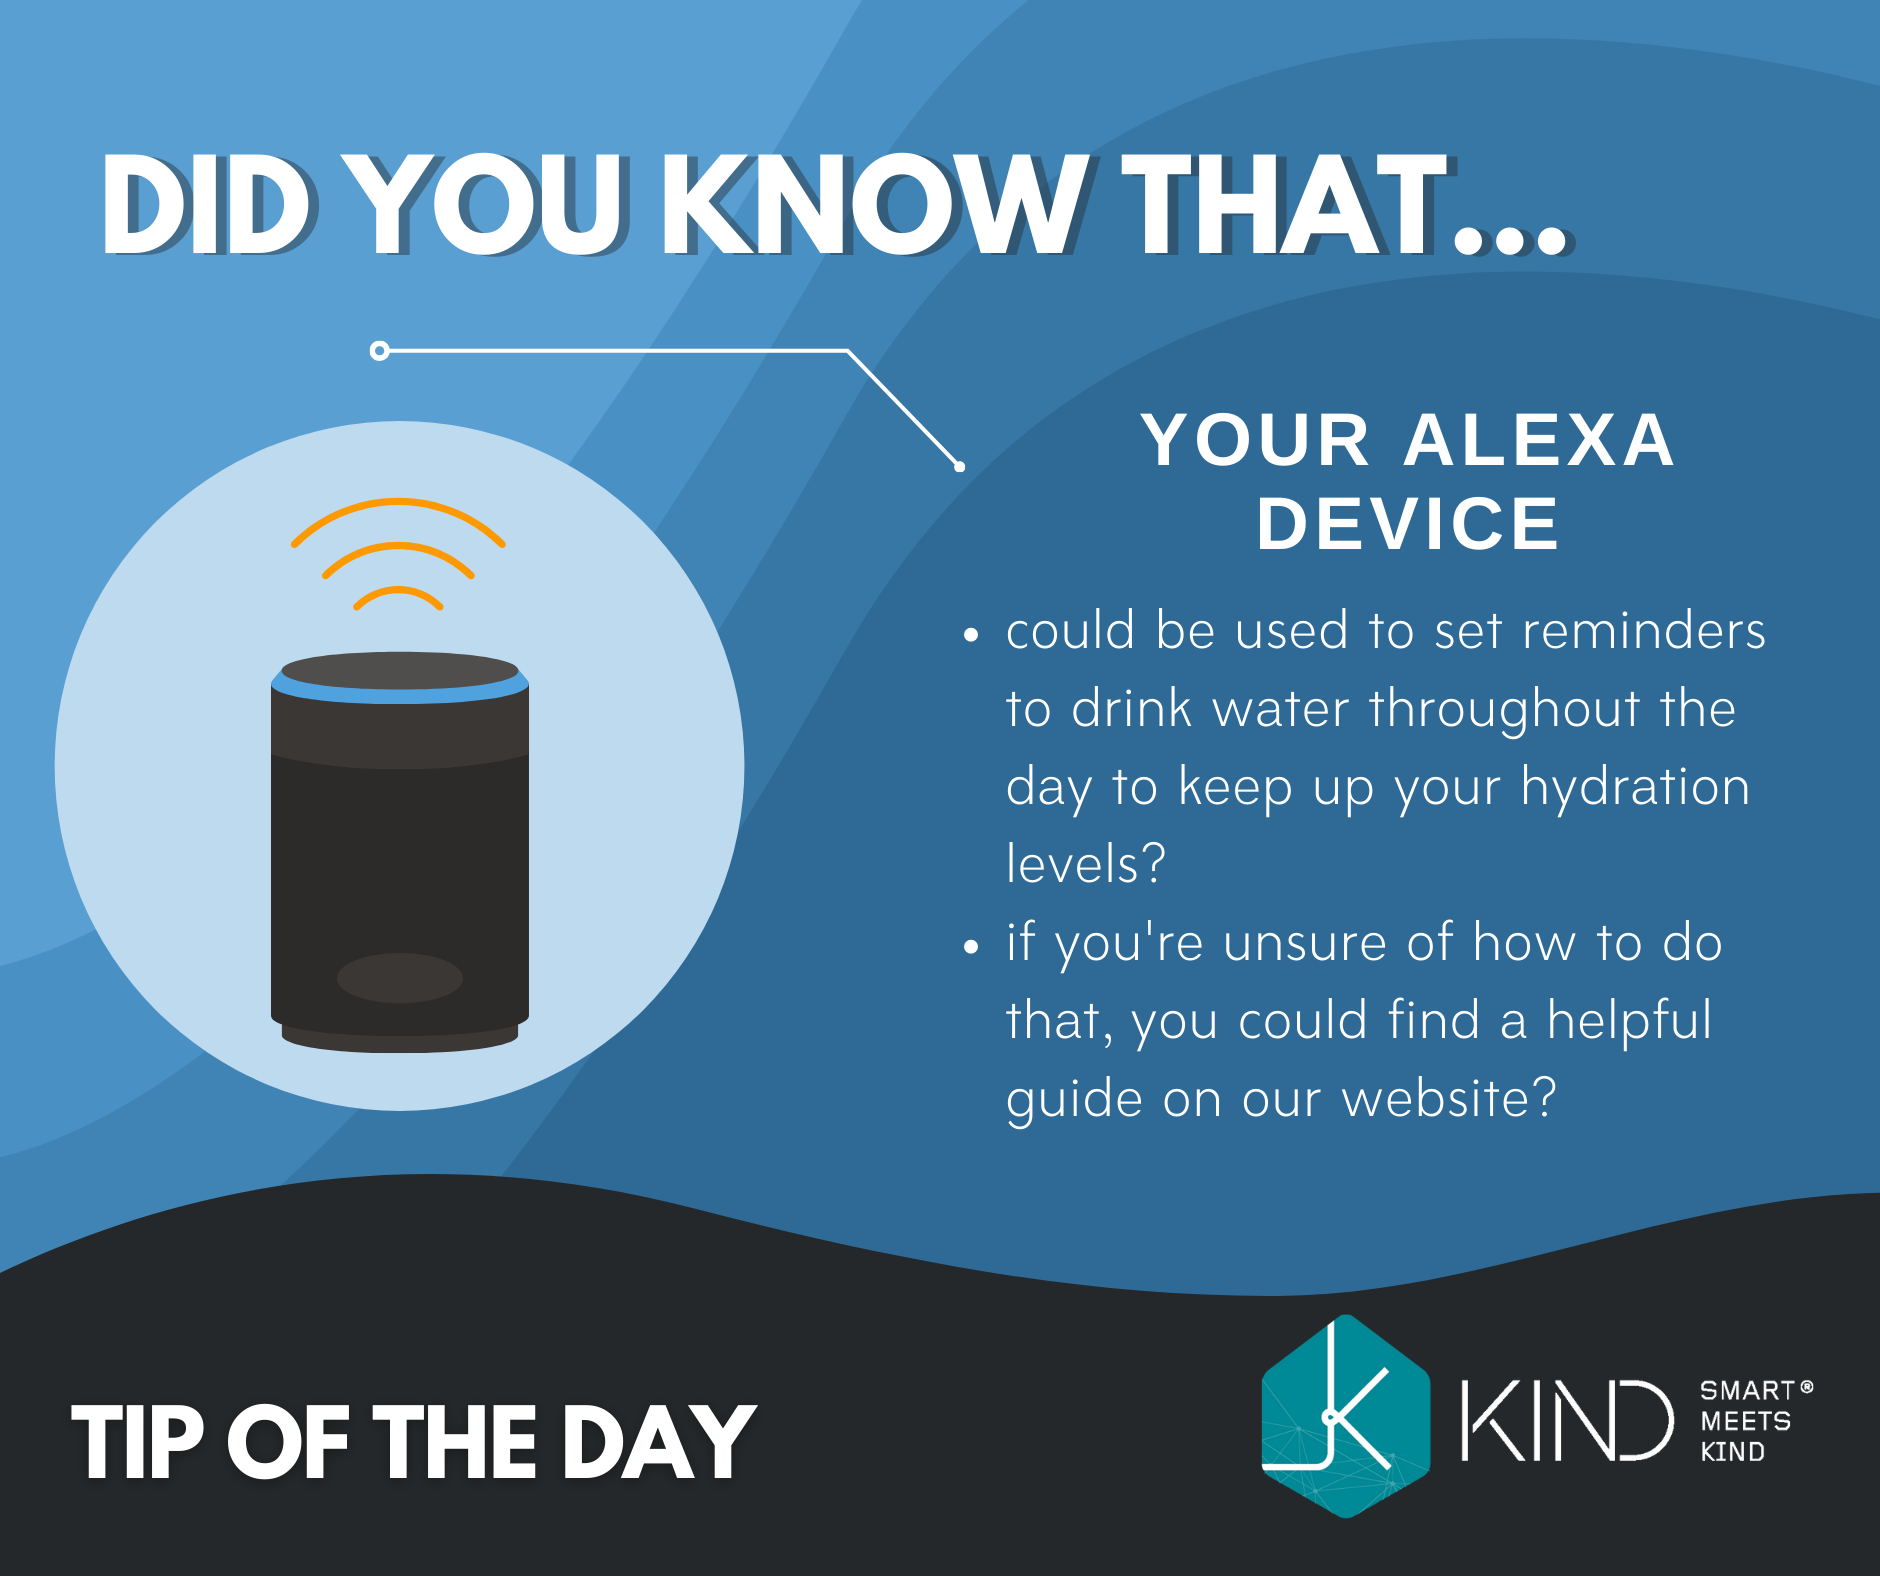 DID YOU KNOW THAT...
YOUR ALEXA
DEVICE
• could be used to set reminders
to drink water throughout the
day to keep up your hydration
levels?
• if you're unsure of how to do
that, you could find a helpful
guide on our website?
TIP OF THE DAY
K
KIND
SMART®
MEETS
KIND